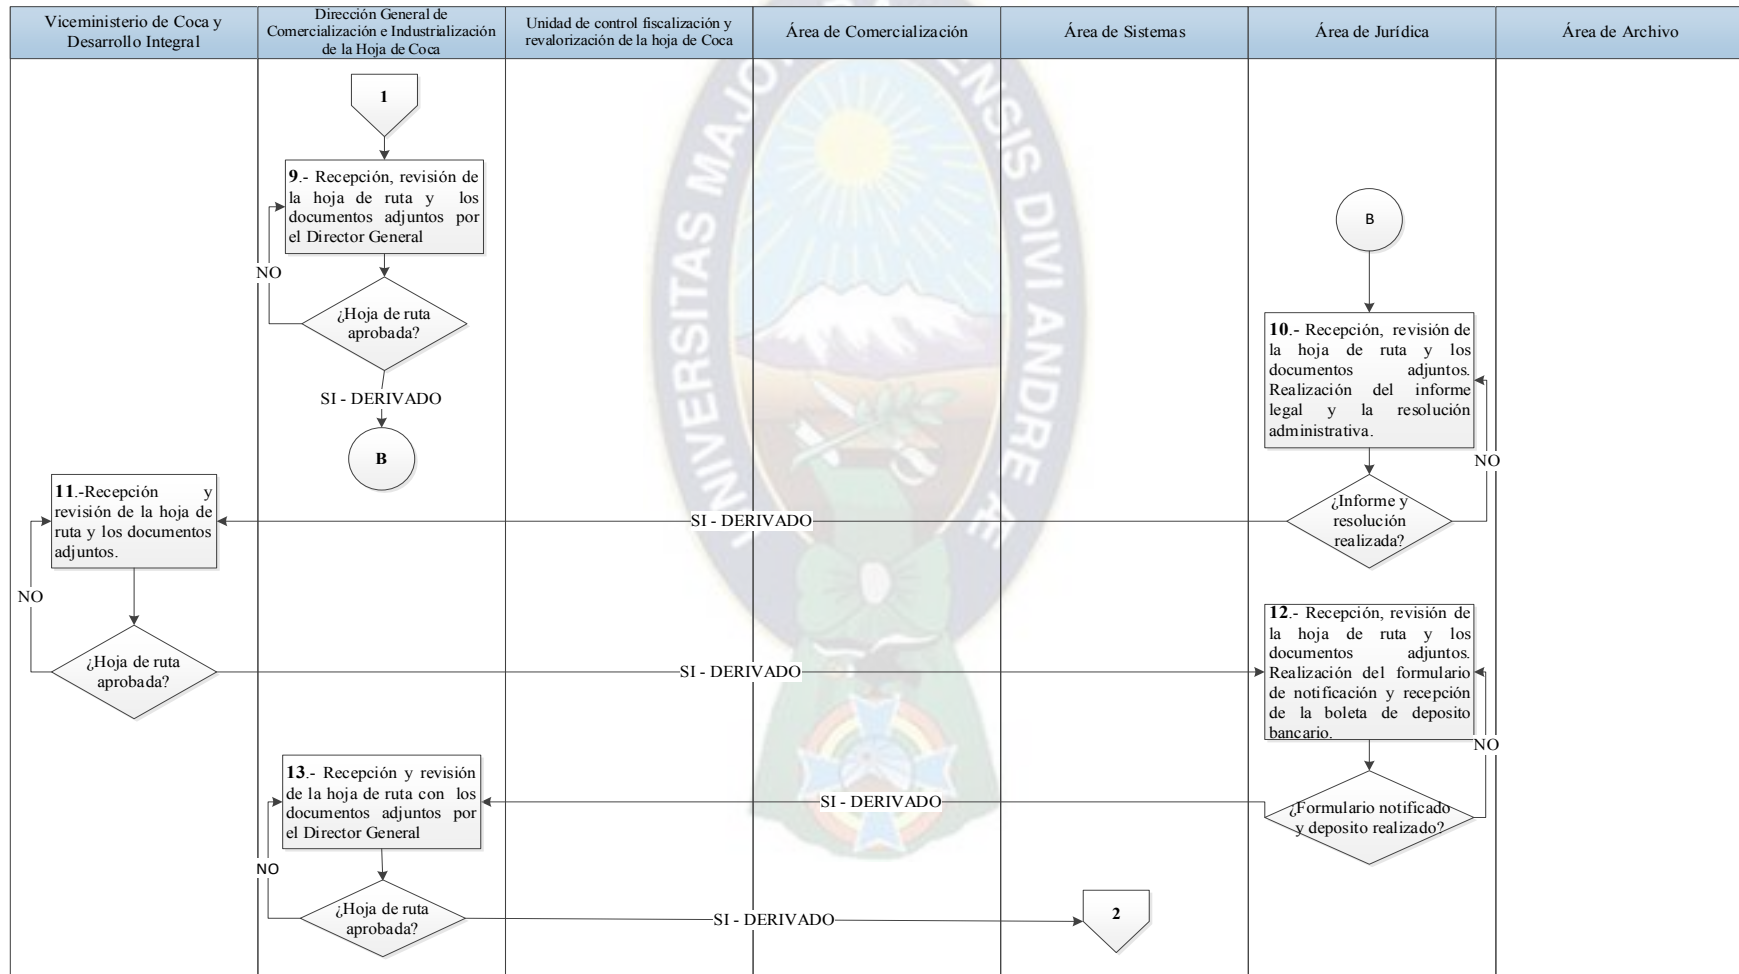 Viceministerio de Coca y
Desarrollo Integral
Dirección General de
Comercialización e Industrialización
de la Hoja de Coca
Unidad de control fiscalización y
revalorización de la hoja de Coca
Área de Comercialización
Área de Sistemas
Área de Jurídica
Área de Archivo
1
9.- Recepción, revisión de
la hoja de ruta y los
documentos adjuntos por
el Director General
NO
¿Hoja de ruta
aprobada?
SI - DERIVADO
B
B
10.- Recepción, revisión de
la hoja de ruta y los
documentos adjuntos.
Realización del informe
legal y la resolución
administrativa.
NO
¿Informe y
resolución
realizada?
SI - DERIVADO
11.-Recepción y
revisión de la hoja de
ruta y los documentos
adjuntos.
NO
¿Hoja de ruta
aprobada?
SI - DERIVADO
12.- Recepción, revisión de
la hoja de ruta y los
documentos adjuntos.
Realización del formulario
de notificación y recepción
de la boleta de deposito
bancario.
NO
¿Formulario notificado
y deposito realizado?
SI - DERIVADO
13.- Recepción y revisión
de la hoja de ruta con los
documentos adjuntos por
el Director General
NO
¿Hoja de ruta
aprobada?
SI - DERIVADO
2
UNIVERSITAS MAJOR ENSIS DIVI ANDRE Æ